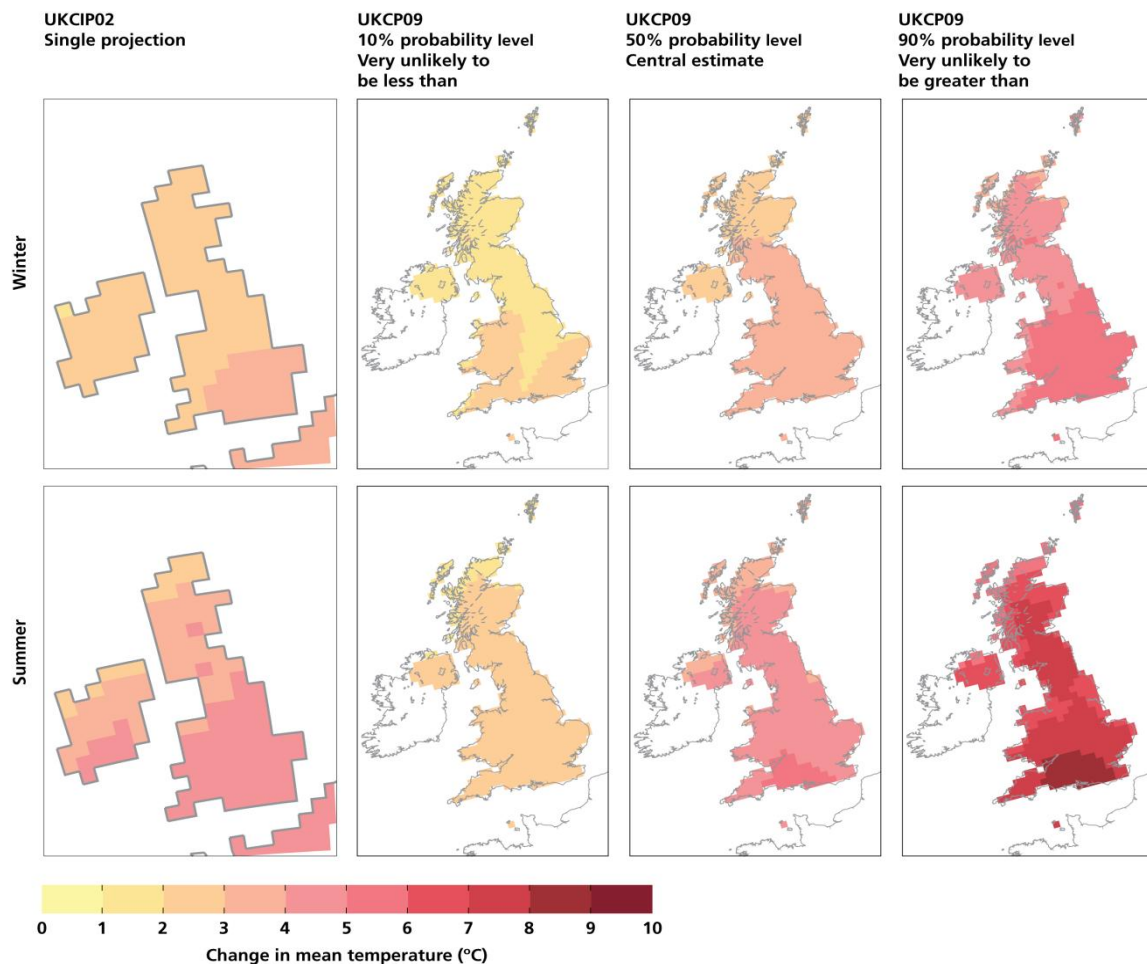 UKCIP02
Single projection
UKCP09
10% probability level
Very unlikely to
be less than
UKCP09
50% probability level
Central estimate
UKCP09
90% probability level
Very unlikely to
be greater than
Winter
Summer
0 1 2 3 4 5 6 7 8 9 10
Change in mean temperature (ºC)